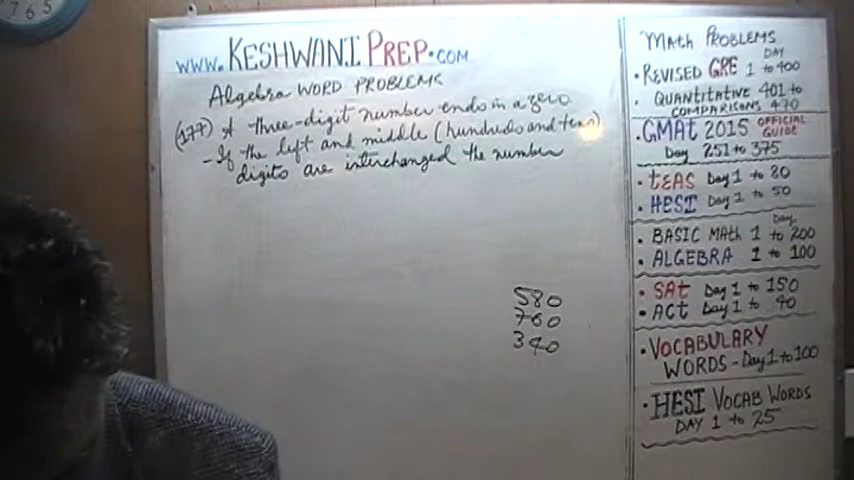 7 6 5
www.KESHWANI PREP.com
Algebra WORD PROBLEMS
(177) A three-digit number ends in a zero
- If the left and middle (hundreds and tens)
digits are interchanged the number
580
760
340
Math PROBLEMS
DAY
• REVISED GRE 1 to 400
• QUANTITATIVE 401 to
COMPARISONS 470
• GMAT 2015 OFFICIAL GUIDE
Day 251 to 375
• tEAS Day 1 to 80
• HESI Day 1 to 50
Day
• BASIC MAth 1 to 200
• ALGEBRA 1 to 100
• SAt Day 1 to 150
• ACT Day 1 to 40
• VOCABULARY
WORDS - Day 1 to 100
• HESI VOCAB WORDS
DAY 1 to 25